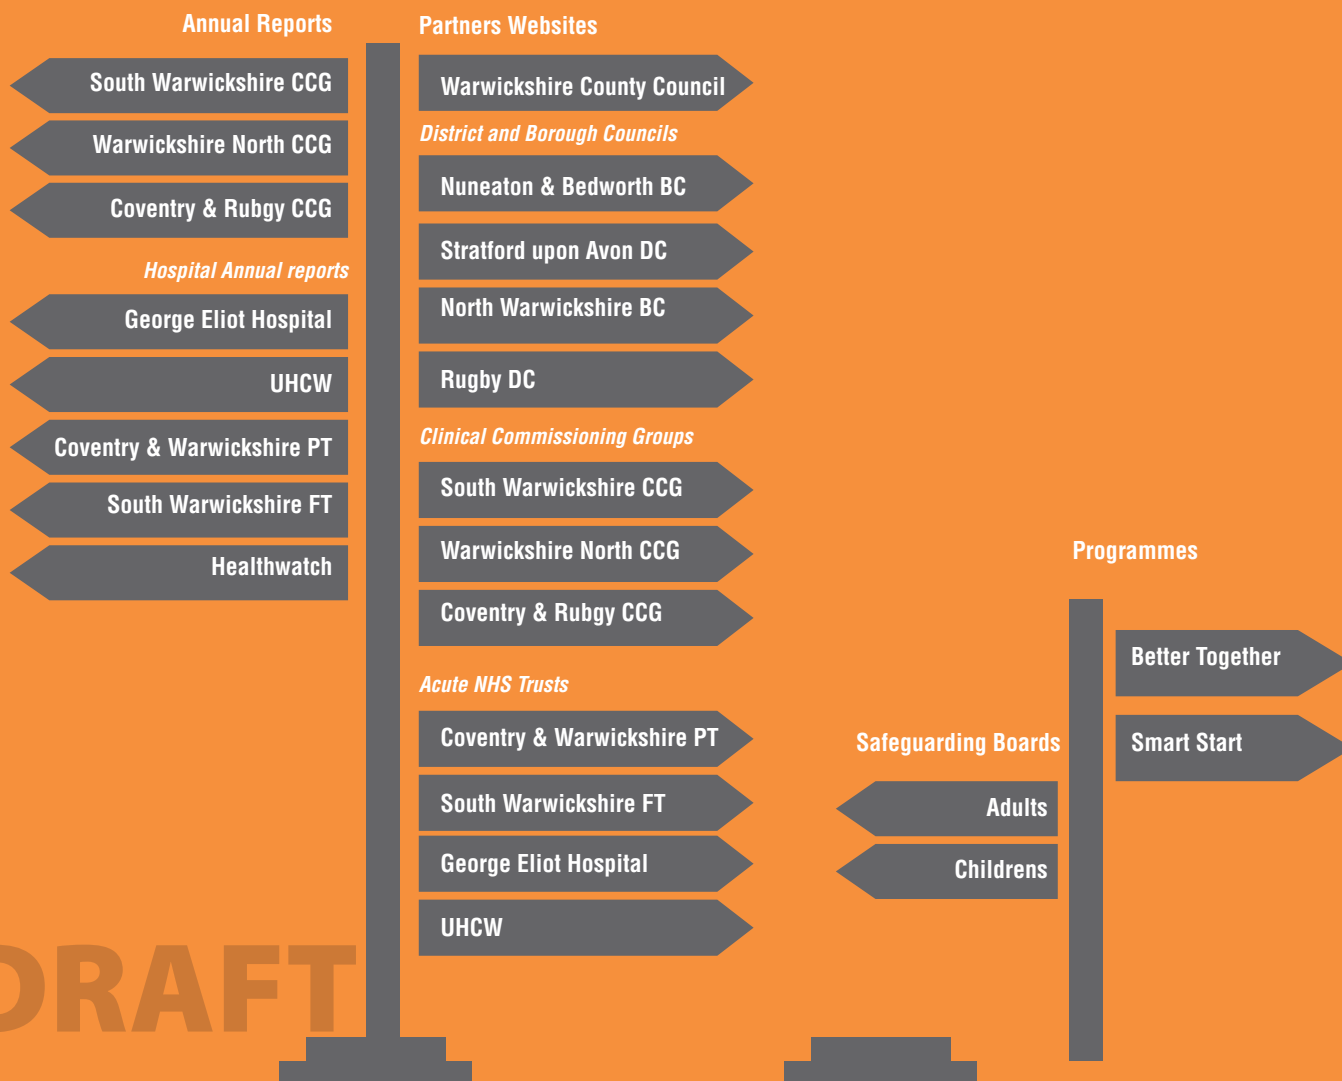 Annual Reports
South Warwickshire CCG
Warwickshire North CCG
Coventry & Rubgy CCG
Hospital Annual reports
George Eliot Hospital
UHCW
Coventry & Warwickshire PT
South Warwickshire FT
Healthwatch
Partners Websites
Warwickshire County Council
District and Borough Councils
Nuneaton & Bedworth BC
Stratford upon Avon DC
North Warwickshire BC
Rugby DC
Clinical Commissioning Groups
South Warwickshire CCG
Warwickshire North CCG
Coventry & Rubgy CCG
Acute NHS Trusts
Coventry & Warwickshire PT
South Warwickshire FT
George Eliot Hospital
UHCW
Safeguarding Boards
Adults
Childrens
Programmes
Better Together
Smart Start
DRAFT